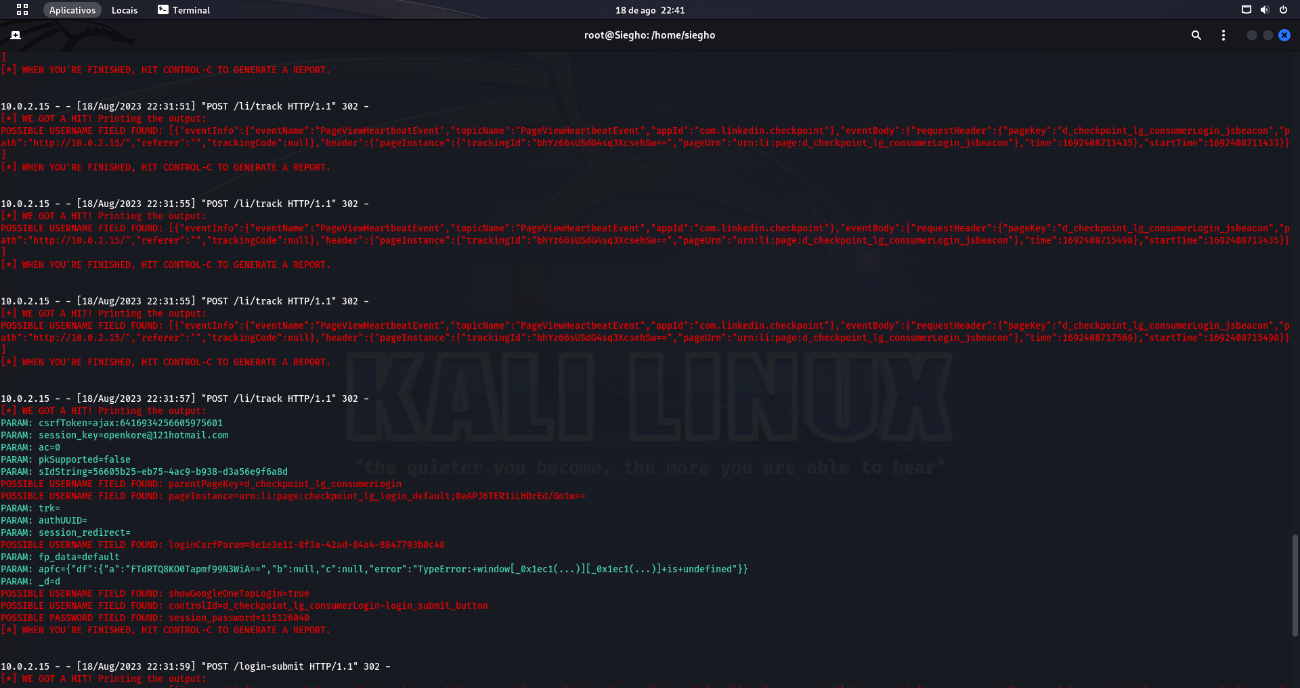 Aplicativos Locais Terminal 18 de ago 22:41
root@Siegho: /home/siegho
]
[*] WHEN YOU'RE FINISHED, HIT CONTROL-C TO GENERATE A REPORT.
10.0.2.15 - - [18/Aug/2023 22:31:51] "POST /li/track HTTP/1.1" 302 -
[*] WE GOT A HIT! Printing the output:
POSSIBLE USERNAME FIELD FOUND: [{"eventInfo":{"eventName":"PageViewHeartbeatEvent","topicName":"PageViewHeartbeatEvent","appId":"com.linkedin.checkpoint"},"eventBody":{"requestHeader":{"pageKey":"d_checkpoint_lg_consumerLogin_jsbeacon","p
ath":"http://10.0.2.15/","referer":"","trackingCode":null},"header":{"pageInstance":{"trackingId":"bhYz66sUSdG4sq3XcsehSw==","pageUrn":"urn:li:page:d_checkpoint_lg_consumerLogin_jsbeacon"},"time":1692408713435},"startTime":1692408711433}}
]
[*] WHEN YOU'RE FINISHED, HIT CONTROL-C TO GENERATE A REPORT.
10.0.2.15 - - [18/Aug/2023 22:31:55] "POST /li/track HTTP/1.1" 302 -
[*] WE GOT A HIT! Printing the output:
POSSIBLE USERNAME FIELD FOUND: [{"eventInfo":{"eventName":"PageViewHeartbeatEvent","topicName":"PageViewHeartbeatEvent","appId":"com.linkedin.checkpoint"},"eventBody":{"requestHeader":{"pageKey":"d_checkpoint_lg_consumerLogin_jsbeacon","p
ath":"http://10.0.2.15/","referer":"","trackingCode":null},"header":{"pageInstance":{"trackingId":"bhYz66sUSdG4sq3XcsehSw==","pageUrn":"urn:li:page:d_checkpoint_lg_consumerLogin_jsbeacon"},"time":1692408715498},"startTime":1692408713435}}
]
[*] WHEN YOU'RE FINISHED, HIT CONTROL-C TO GENERATE A REPORT.
10.0.2.15 - - [18/Aug/2023 22:31:55] "POST /li/track HTTP/1.1" 302 -
[*] WE GOT A HIT! Printing the output:
POSSIBLE USERNAME FIELD FOUND: [{"eventInfo":{"eventName":"PageViewHeartbeatEvent","topicName":"PageViewHeartbeatEvent","appId":"com.linkedin.checkpoint"},"eventBody":{"requestHeader":{"pageKey":"d_checkpoint_lg_consumerLogin_jsbeacon","p
ath":"http://10.0.2.15/","referer":"","trackingCode":null},"header":{"pageInstance":{"trackingId":"bhYz66sUSdG4sq3XcsehSw==","pageUrn":"urn:li:page:d_checkpoint_lg_consumerLogin_jsbeacon"},"time":1692408717569},"startTime":1692408715498}}
]
[*] WHEN YOU'RE FINISHED, HIT CONTROL-C TO GENERATE A REPORT.
10.0.2.15 - - [18/Aug/2023 22:31:57] "POST /li/track HTTP/1.1" 302 -
[*] WE GOT A HIT! Printing the output:
PARAM: csrfToken=ajax:6416934256605975601
PARAM: session_key=openkore@121hotmail.com
PARAM: ac=0
PARAM: pkSupported=false
PARAM: sIdString=56605b25-eb75-4ac9-b938-d3a56e9f6a8d
POSSIBLE USERNAME FIELD FOUND: parentPageKey=d_checkpoint_lg_consumerLogin
POSSIBLE USERNAME FIELD FOUND: pageInstance=urn:li:page:checkpoint_lg_login_default;0eAPJ6TER1iLHOrEd/Gm1w==
PARAM: trk=
PARAM: authUUID=
PARAM: session_redirect=
POSSIBLE USERNAME FIELD FOUND: loginCsrfParam=0e1e3e11-8f3a-42ad-84a4-8847793b0c48
PARAM: fp_data=default
PARAM: apfc={"df":{"a":"FTdRTQ8KO0Tapmf99N3WiA==","b":null,"c":null,"error":"TypeError:+window[_0x1ec1(...)][_0x1ec1(...)]+is+undefined"}}
PARAM: _d=d
POSSIBLE USERNAME FIELD FOUND: showGoogleOneTapLogin=true
POSSIBLE USERNAME FIELD FOUND: controlId=d_checkpoint_lg_consumerLogin-login_submit_button
POSSIBLE PASSWORD FIELD FOUND: session_password=115126040
[*] WHEN YOU'RE FINISHED, HIT CONTROL-C TO GENERATE A REPORT.
10.0.2.15 - - [18/Aug/2023 22:31:59] "POST /login-submit HTTP/1.1" 302 -
[*] WE GOT A HIT! Printing the output:
KALI LINUX
"the quieter you become, the more you are able to hear"